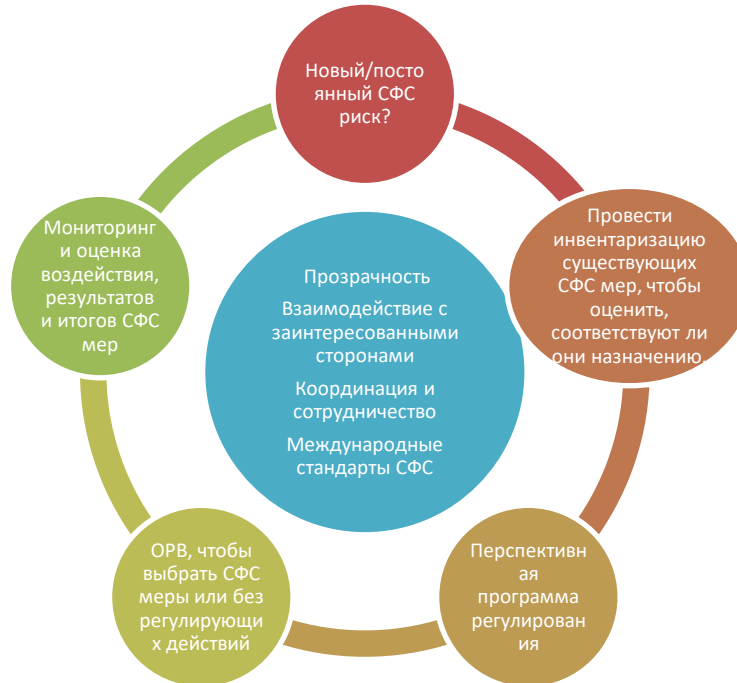 Новый/посто
янный СФС
риск?
Провести
инвентаризацию
существующих
СФС мер, чтобы
оценить,
соответствуют ли
они назначению.
Перспективн
ая
программа
регулирован
ия
ОРВ, чтобы
выбрать СФС
меры или без
регулирующи
х действий
Мониторинг
и оценка
воздействия,
результатов
и итогов СФС
мер
Прозрачность
Взаимодействие с
заинтересованными
сторонами
Координация и
сотрудничество
Международные
стандарты СФС